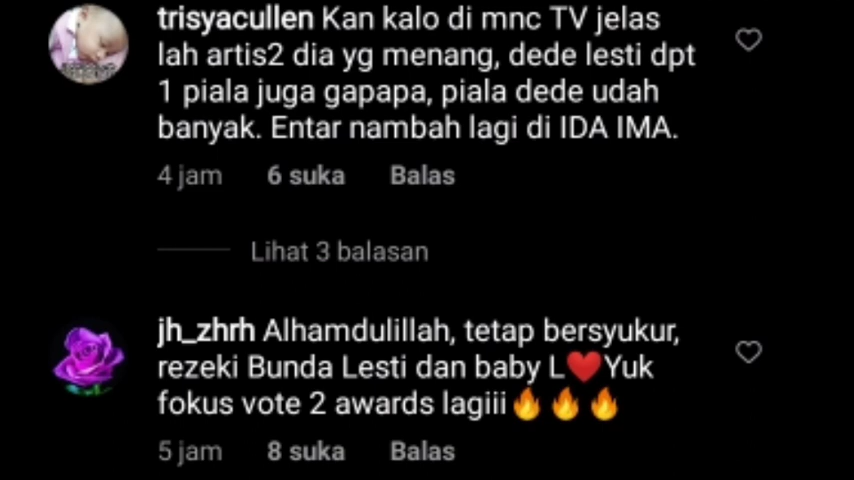 trisyacullen Kan kalo di mnc TV jelas
lah artis2 dia yg menang, dede lesti dpt
1 piala juga gapapa, piala dede udah
banyak. Entar nambah lagi di IDA IMA.
4 jam 6 suka Balas
Lihat 3 balasan
jh_zhrh Alhamdulillah, tetap bersyukur,
rezeki Bunda Lesti dan baby L❤️Yuk
fokus vote 2 awards lagiii🔥🔥🔥
5 jam 8 suka Balas